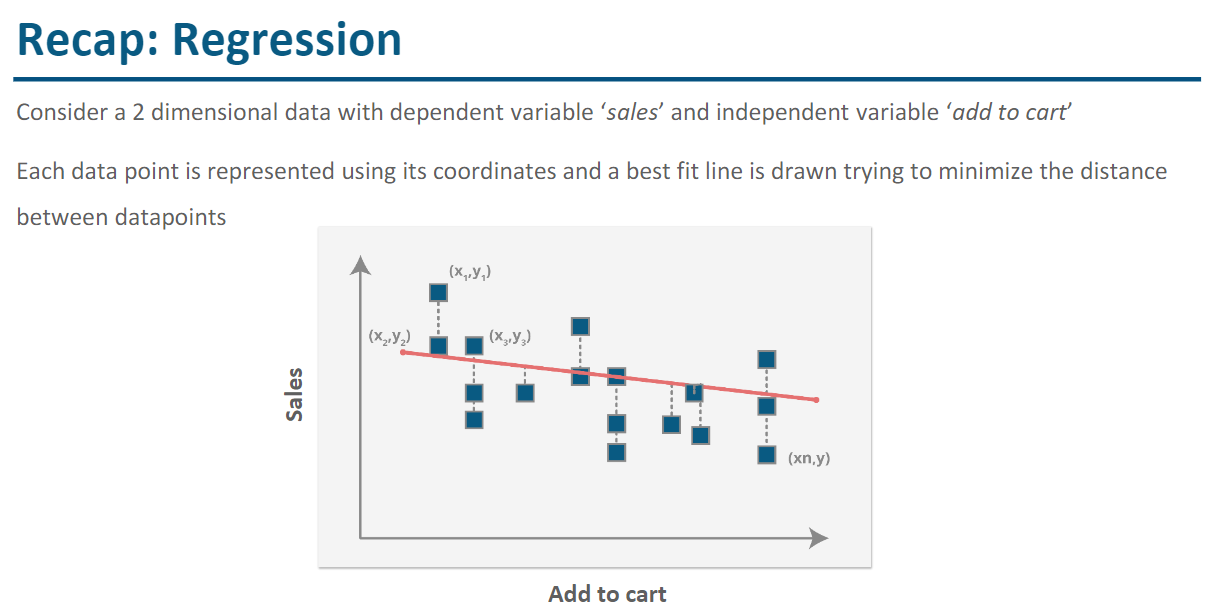 Recap: Regression
Consider a 2 dimensional data with dependent variable ‘sales’ and independent variable ‘add to cart’
Each data point is represented using its coordinates and a best fit line is drawn trying to minimize the distance
between datapoints
(x₁,y₁)
(x₂,y₂)
(x₃,y₃)
Sales
(xn,y)
Add to cart